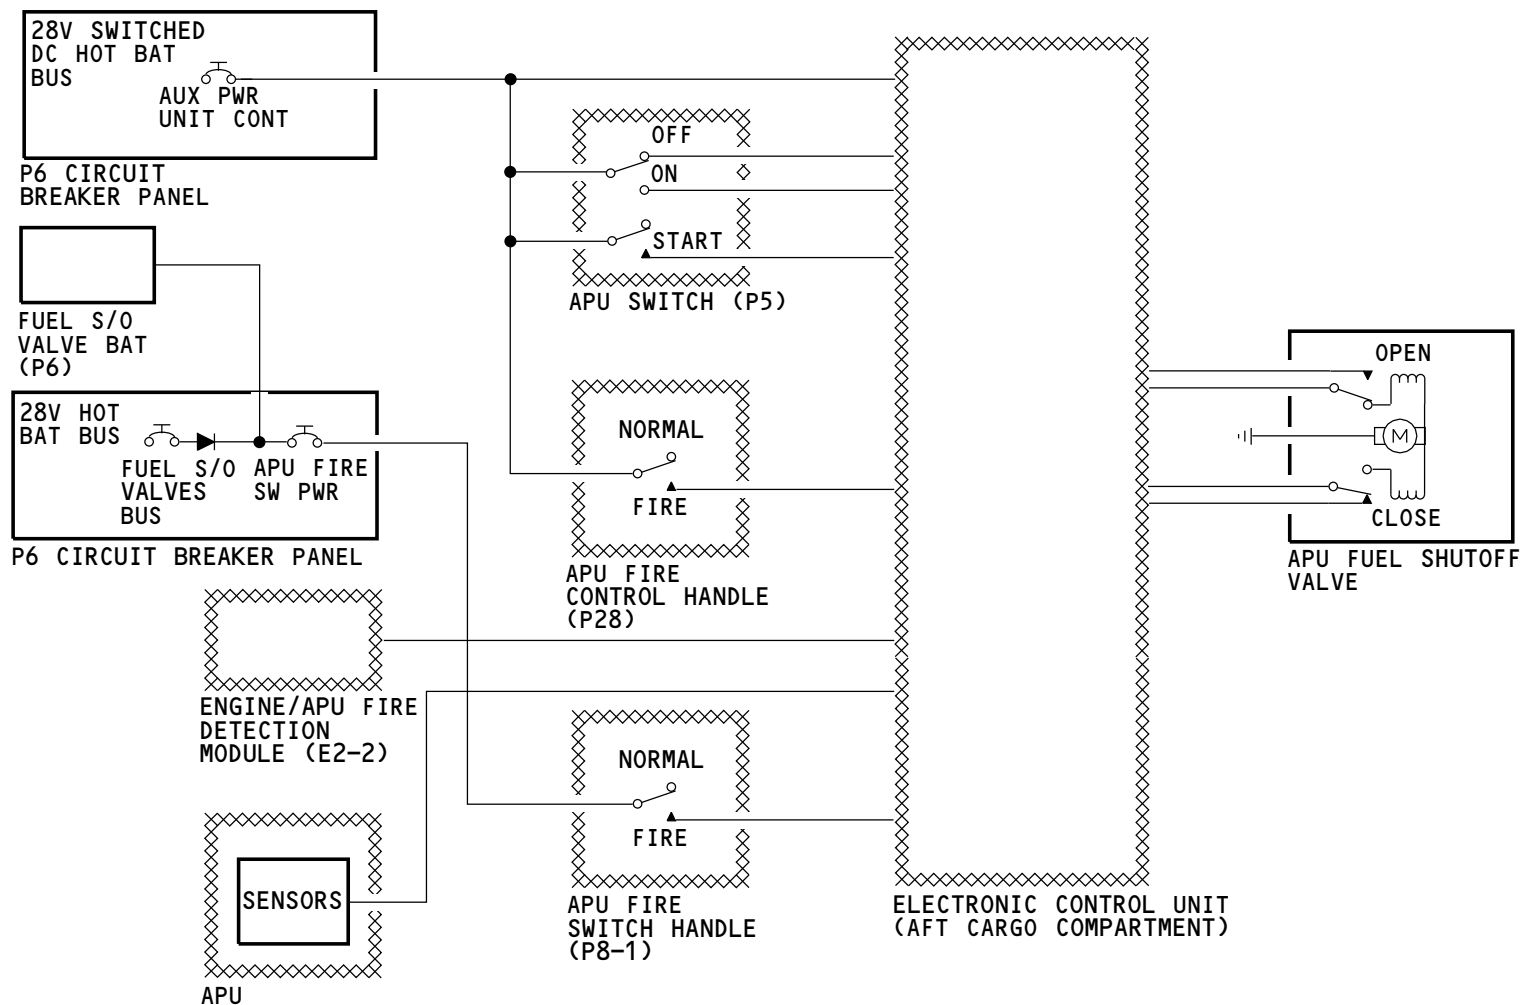 28V SWITCHED
DC HOT BAT
BUS
AUX PWR
UNIT CONT
P6 CIRCUIT
BREAKER PANEL
FUEL S/O
VALVE BAT
(P6)
28V HOT
BAT BUS
FUEL S/O
VALVES
BUS
APU FIRE
SW PWR
P6 CIRCUIT BREAKER PANEL
ENGINE/APU FIRE
DETECTION
MODULE (E2-2)
SENSORS
APU
OFF
ON
START
APU SWITCH (P5)
NORMAL
FIRE
APU FIRE
CONTROL HANDLE
(P28)
NORMAL
FIRE
APU FIRE
SWITCH HANDLE
(P8-1)
ELECTRONIC CONTROL UNIT
(AFT CARGO COMPARTMENT)
OPEN
M
CLOSE
APU FUEL SHUTOFF
VALVE